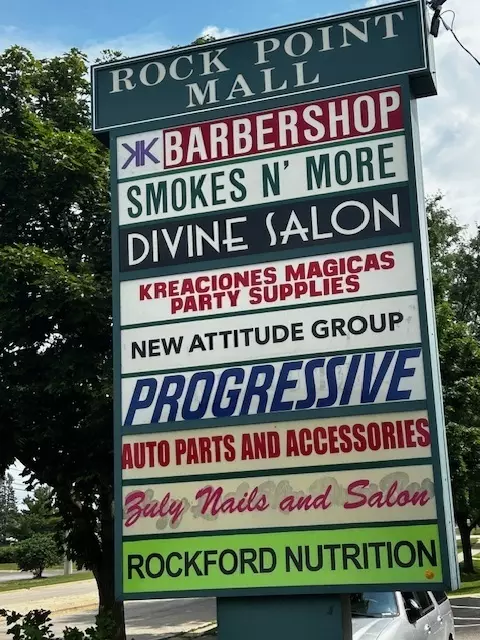 ROCK POINT
MALL
KK BARBERSHOP
SMOKES N' MORE
DIVINE SALON
KREACIONES MAGICAS
PARTY SUPPLIES
NEW ATTITUDE GROUP
PROGRESSIVE
AUTO PARTS AND ACCESSORIES
Zuly Nails and Salon
ROCKFORD NUTRITION